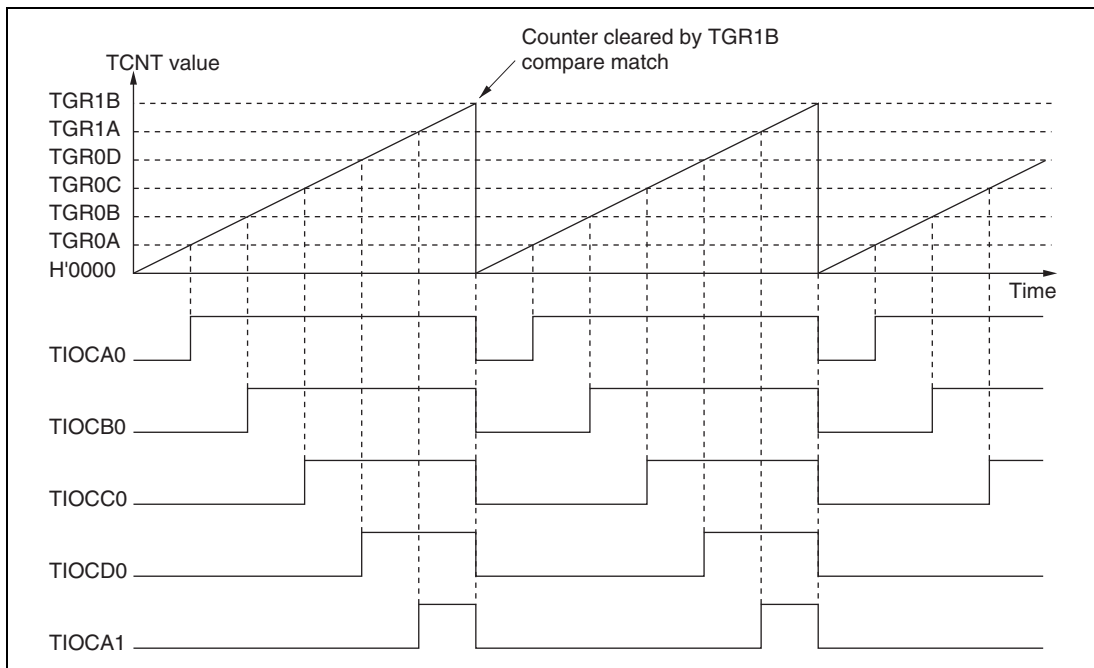 Counter cleared by TGR1B
compare match
TCNT value
TGR1B
TGR1A
TGR0D
TGR0C
TGR0B
TGR0A
H'0000
Time
TIOCA0
TIOCB0
TIOCC0
TIOCD0
TIOCA1